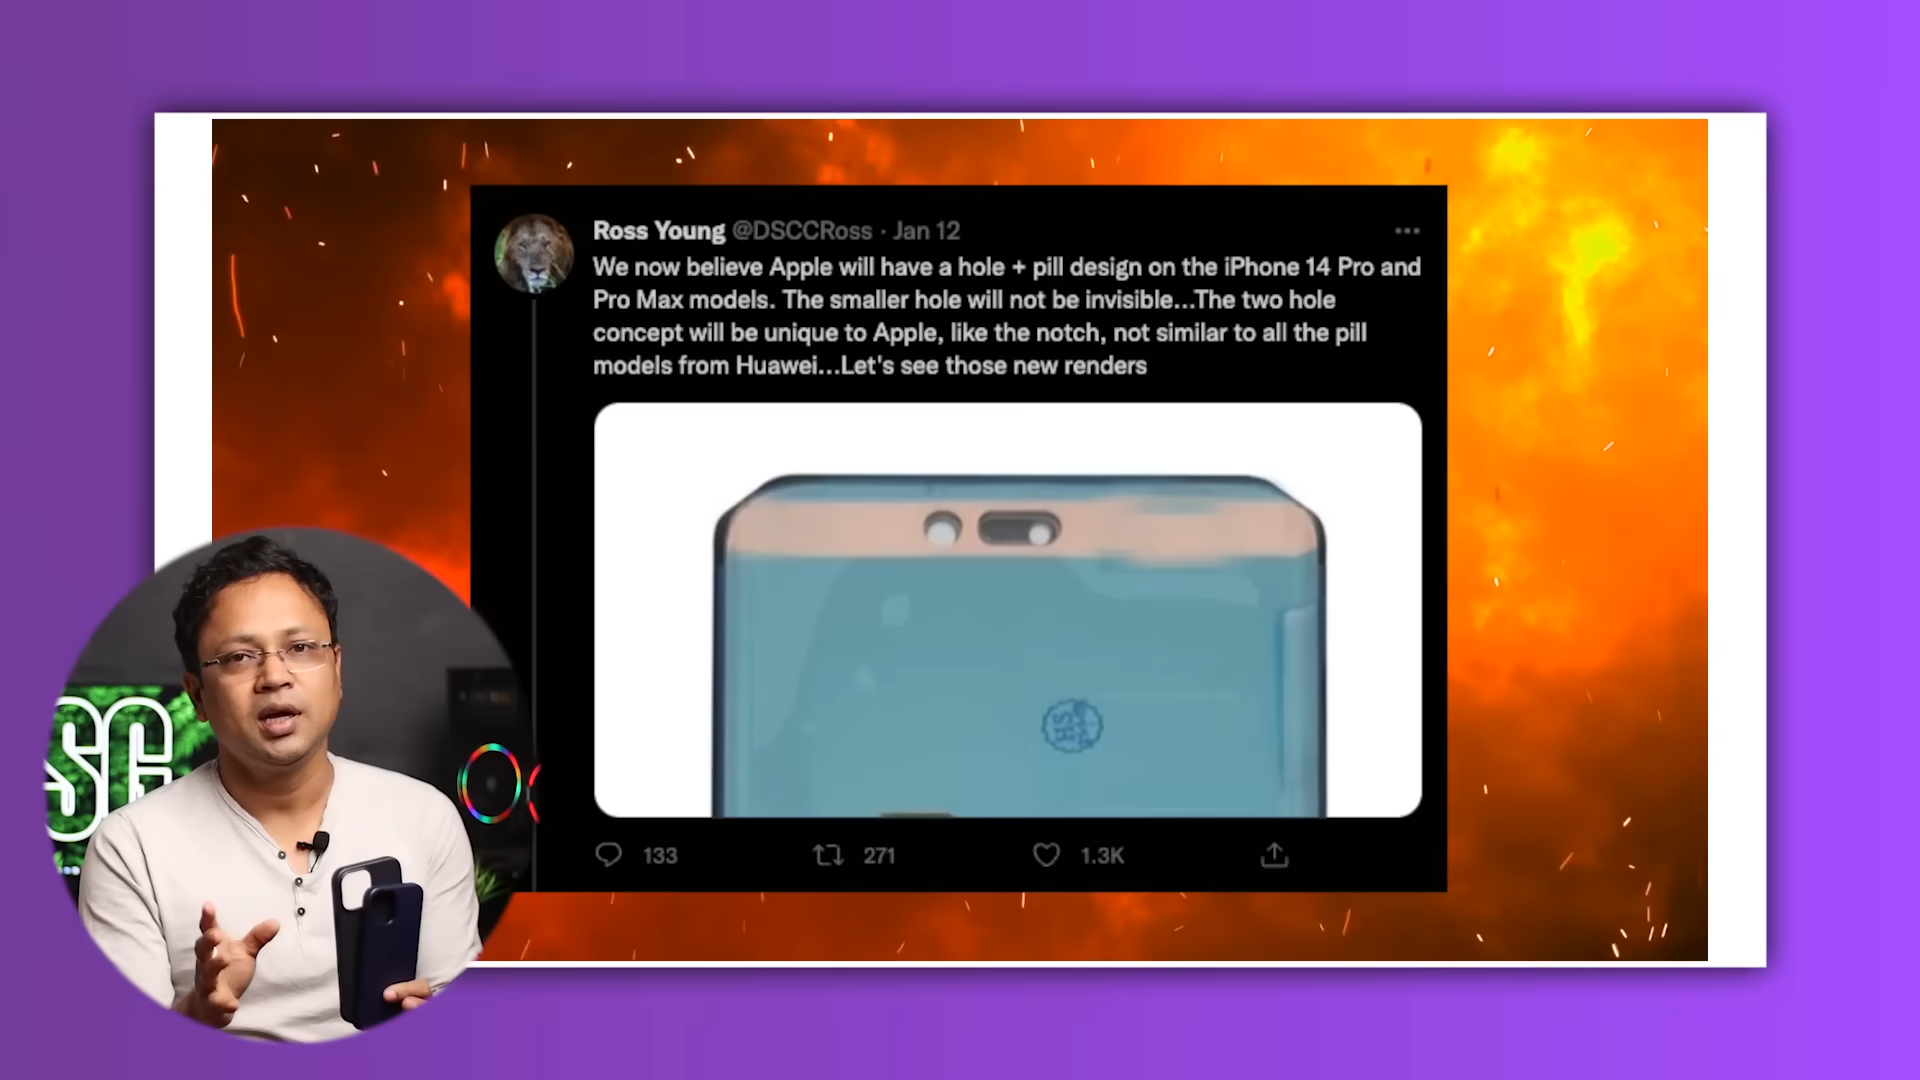 Ross Young @DSCCRoss · Jan 12
We now believe Apple will have a hole + pill design on the iPhone 14 Pro and
Pro Max models. The smaller hole will not be invisible...The two hole
concept will be unique to Apple, like the notch, not similar to all the pill
models from Huawei...Let's see those new renders
133 271 1.3K
SG